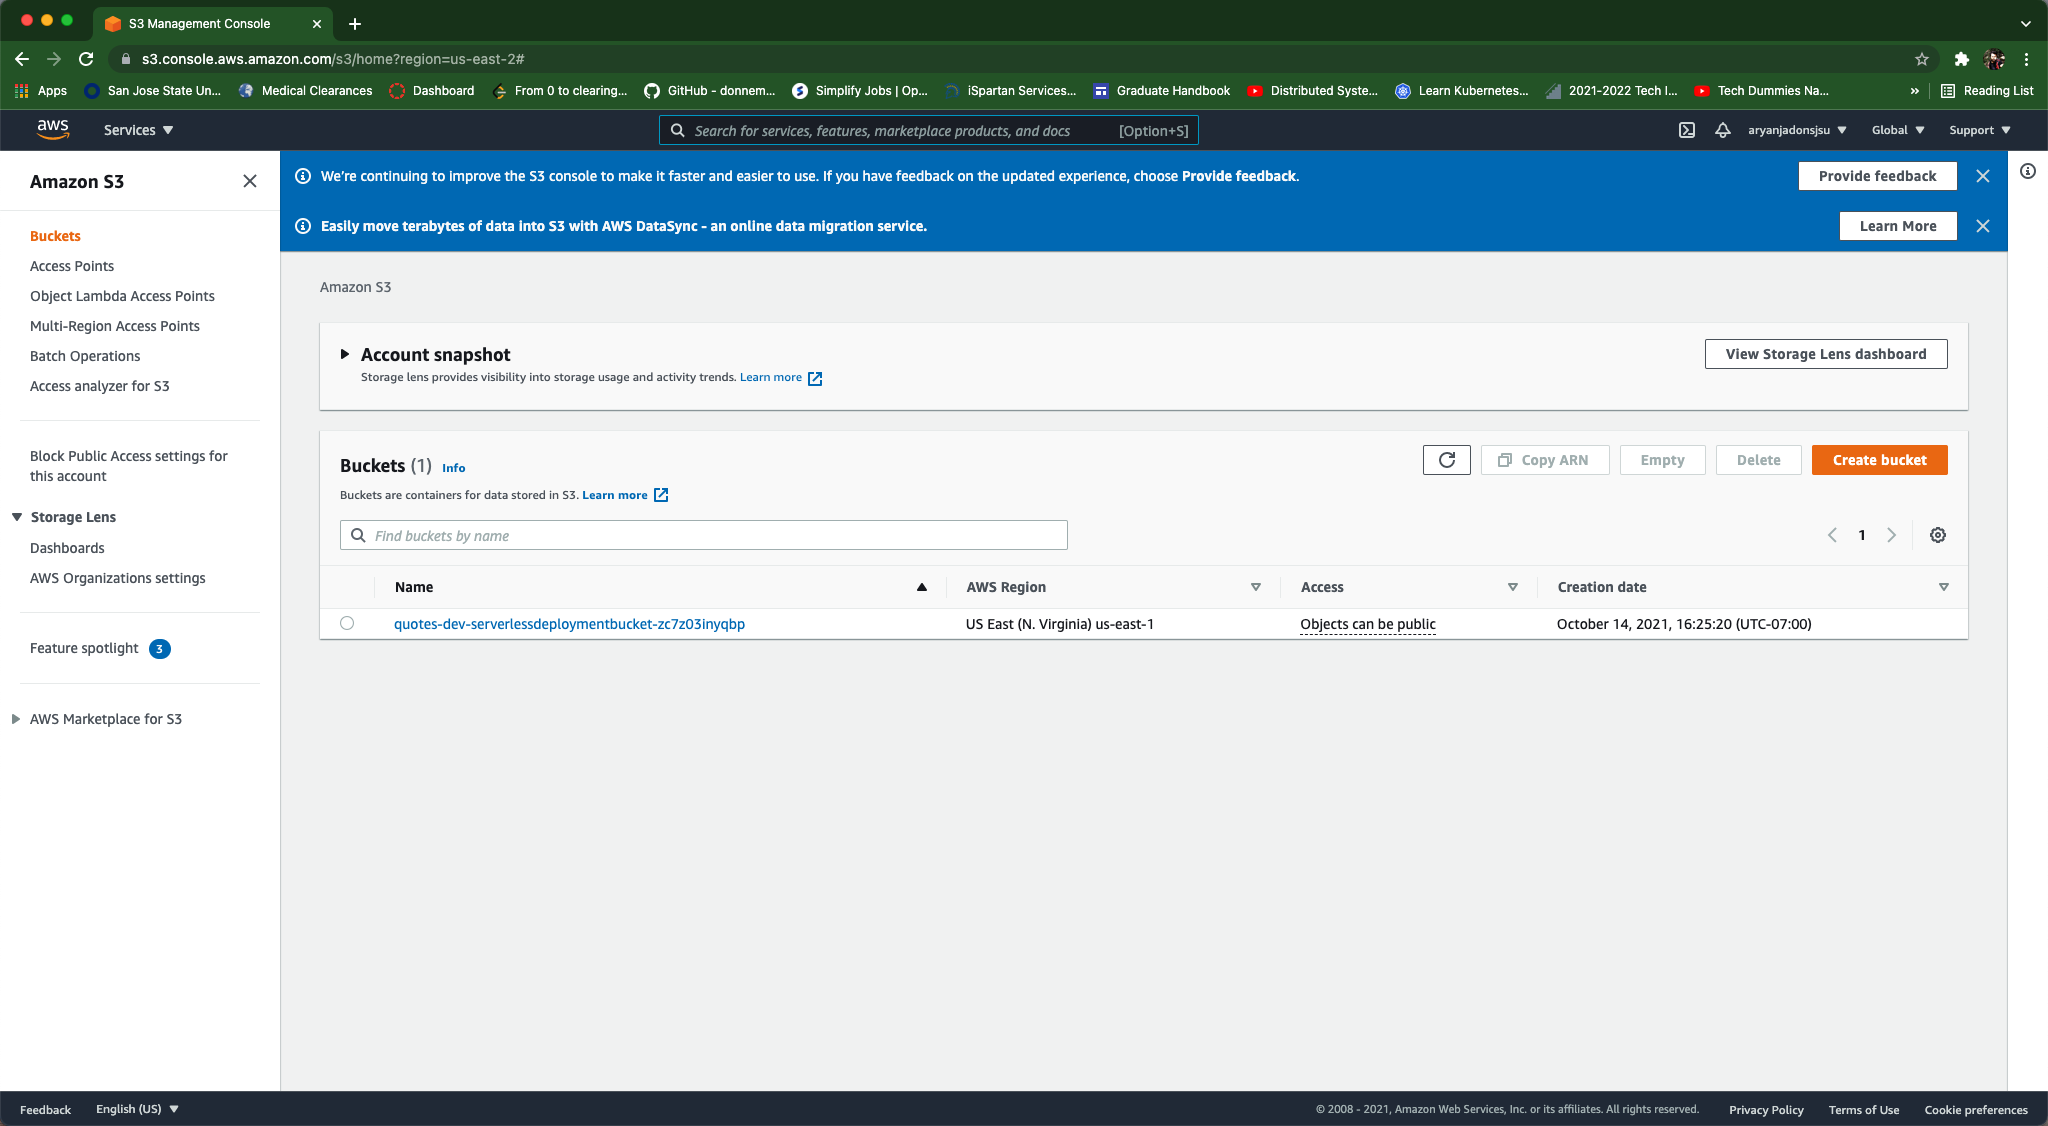 S3 Management Console
s3.console.aws.amazon.com/s3/home?region=us-east-2#
Apps San Jose State Un... Medical Clearances Dashboard From 0 to clearing... GitHub - donnem... Simplify Jobs | Op... iSpartan Services... Graduate Handbook Distributed Syste... Learn Kubernetes... 2021-2022 Tech I... Tech Dummies Na... » Reading List
aws Services Search for services, features, marketplace products, and docs [Option+S] aryanjadonsjsu Global Support
Amazon S3
Buckets
Access Points
Object Lambda Access Points
Multi-Region Access Points
Batch Operations
Access analyzer for S3
Block Public Access settings for
this account
Storage Lens
Dashboards
AWS Organizations settings
Feature spotlight 3
AWS Marketplace for S3
We're continuing to improve the S3 console to make it faster and easier to use. If you have feedback on the updated experience, choose Provide feedback. Provide feedback
Easily move terabytes of data into S3 with AWS DataSync - an online data migration service. Learn More
Amazon S3
Account snapshot View Storage Lens dashboard
Storage lens provides visibility into storage usage and activity trends. Learn more
Buckets (1) Info Copy ARN Empty Delete Create bucket
Buckets are containers for data stored in S3. Learn more
Find buckets by name 1
Name AWS Region Access Creation date
quotes-dev-serverlessdeploymentbucket-zc7z03inyqbp US East (N. Virginia) us-east-1 Objects can be public October 14, 2021, 16:25:20 (UTC-07:00)
Feedback English (US) © 2008 - 2021, Amazon Web Services, Inc. or its affiliates. All rights reserved. Privacy Policy Terms of Use Cookie preferences